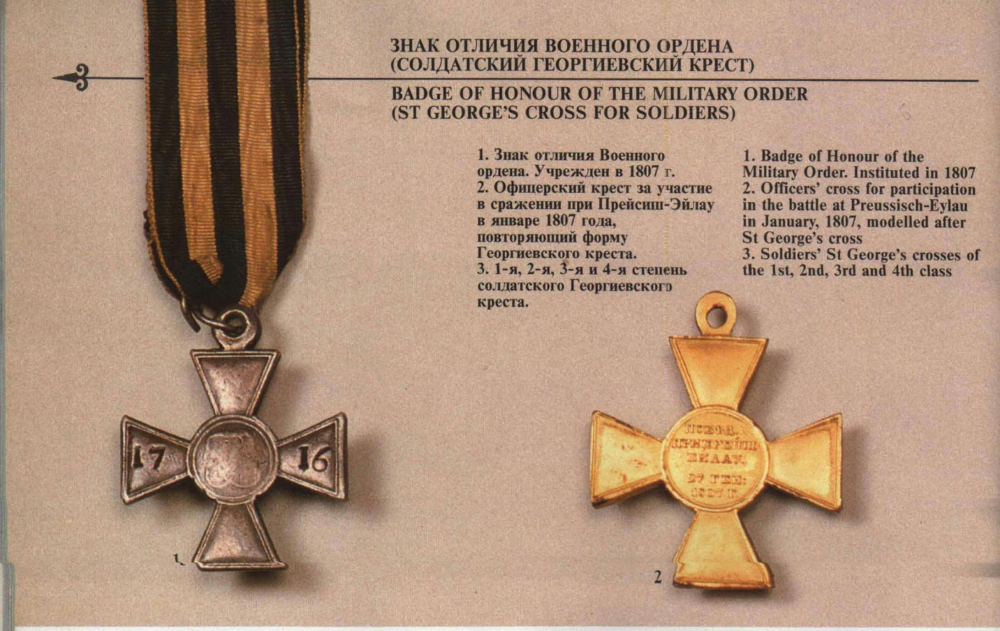 ЗНАК ОТЛИЧИЯ ВОЕННОГО ОРДЕНА
(СОЛДАТСКИЙ ГЕОРГИЕВСКИЙ КРЕСТ)
BADGE OF HONOUR OF THE MILITARY ORDER
(ST GEORGE'S CROSS FOR SOLDIERS)
1. Знак отличия Военного
ордена. Учрежден в 1807 г.
2. Офицерский крест за участие
в сражении при Прейсиш-Эйлау
в январе 1807 года,
повторяющий форму
Георгиевского креста.
3. 1-я, 2-я, 3-я и 4-я степень
солдатского Георгиевского
креста.
1. Badge of Honour of the
Military Order. Instituted in 1807
2. Officers' cross for participation
in the battle at Preussisch-Eylau
in January, 1807, modelled after
St George's cross
3. Soldiers' St George's crosses of
the 1st, 2nd, 3rd and 4th class
17 16
27 ГЕН:
1807 Г.
1
2